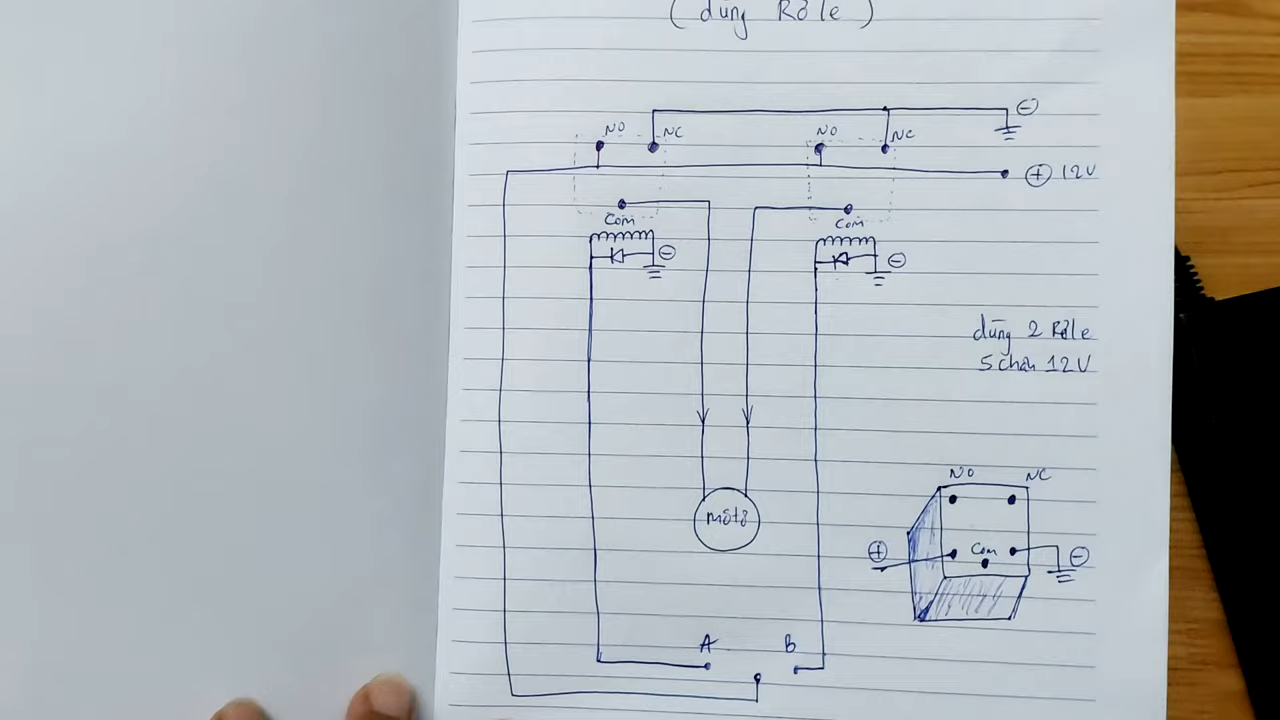 ( dùng Rơle )
⊖
NO NC NO NC
⊕ 12V
Com Com
⊖ ⊖
dùng 2 Rơle
5 chân 12V
NO NC
môtơ
⊕ Com ⊖
A B